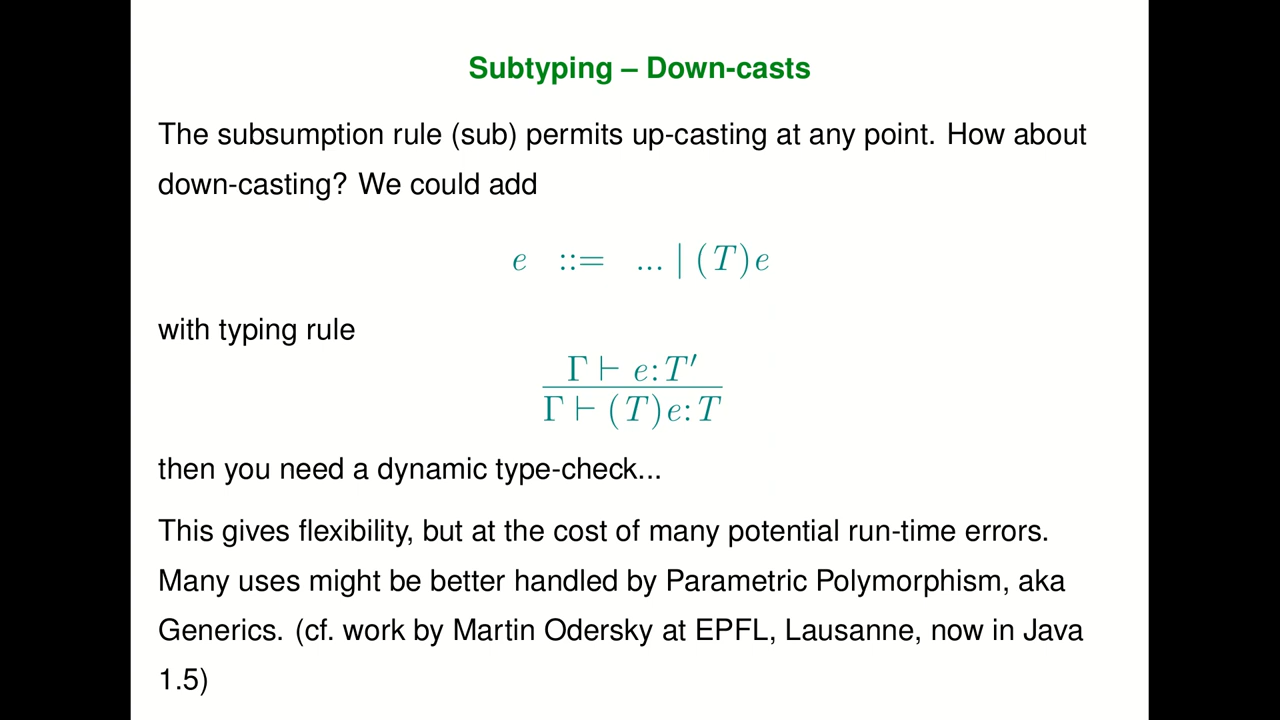 Subtyping – Down-casts
The subsumption rule (sub) permits up-casting at any point. How about
down-casting? We could add
e ::= ... | (T)e
with typing rule
Γ ⊢ e:T′
Γ ⊢ (T)e:T
then you need a dynamic type-check...
This gives flexibility, but at the cost of many potential run-time errors.
Many uses might be better handled by Parametric Polymorphism, aka
Generics. (cf. work by Martin Odersky at EPFL, Lausanne, now in Java
1.5)